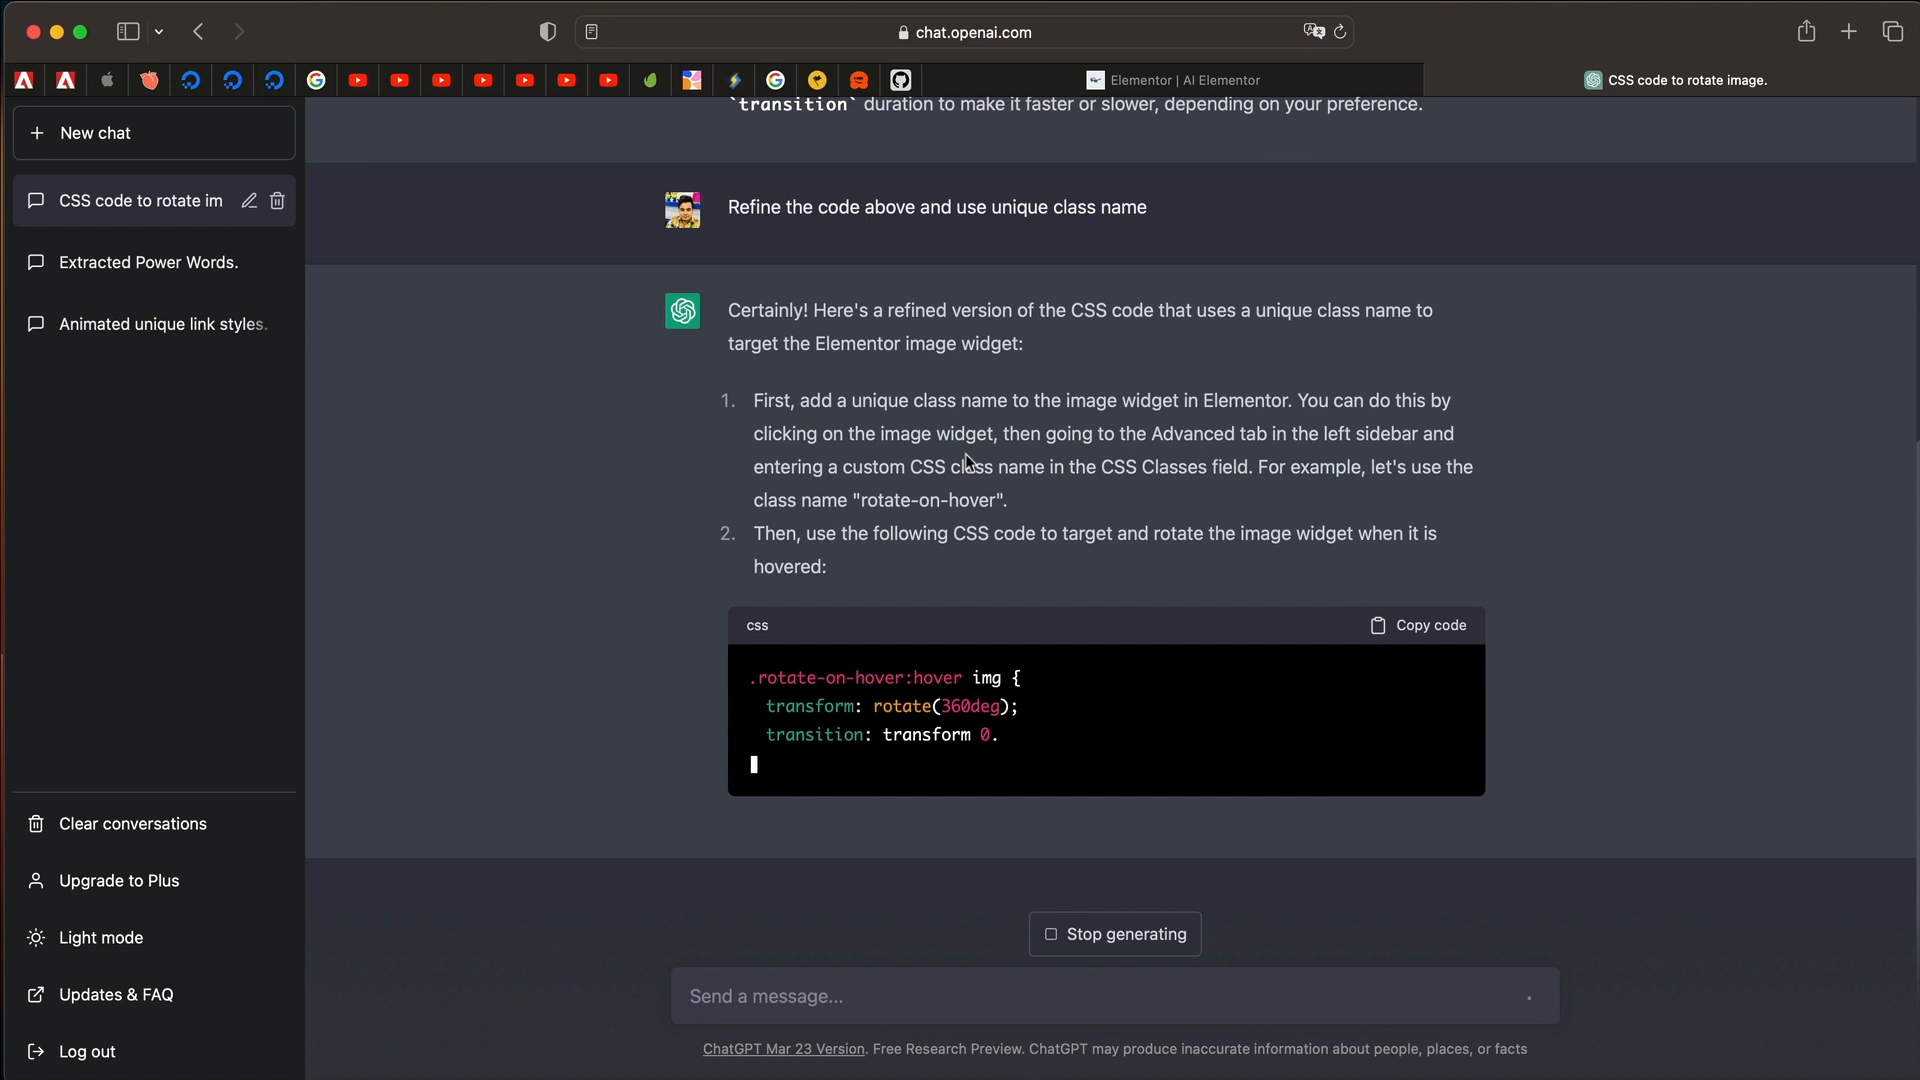 chat.openai.com
Elementor | AI Elementor
CSS code to rotate image.
New chat
CSS code to rotate im
Extracted Power Words.
Animated unique link styles.
Clear conversations
Upgrade to Plus
Light mode
Updates & FAQ
Log out
`transition` duration to make it faster or slower, depending on your preference.
Refine the code above and use unique class name
Certainly! Here's a refined version of the CSS code that uses a unique class name to
target the Elementor image widget:
1. First, add a unique class name to the image widget in Elementor. You can do this by
clicking on the image widget, then going to the Advanced tab in the left sidebar and
entering a custom CSS class name in the CSS Classes field. For example, let's use the
class name "rotate-on-hover".
2. Then, use the following CSS code to target and rotate the image widget when it is
hovered:
css
Copy code
.rotate-on-hover:hover img {
transform: rotate(360deg);
transition: transform 0.
Stop generating
Send a message...
ChatGPT Mar 23 Version. Free Research Preview. ChatGPT may produce inaccurate information about people, places, or facts